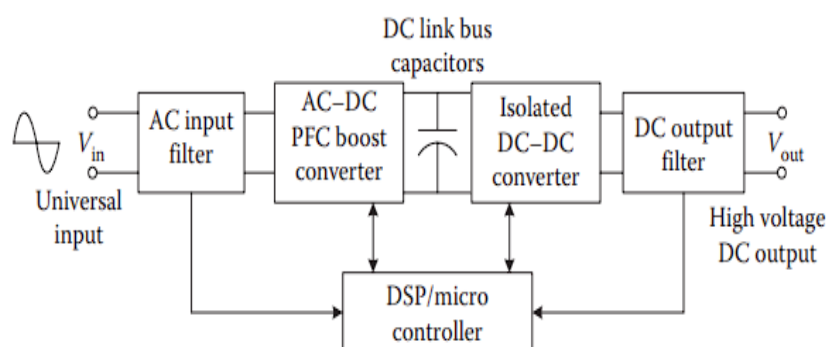 DC link bus
capacitors
AC input
filter
AC–DC
PFC boost
converter
Isolated
DC–DC
converter
DC output
filter
Vin
Vout
Universal
input
High voltage
DC output
DSP/micro
controller